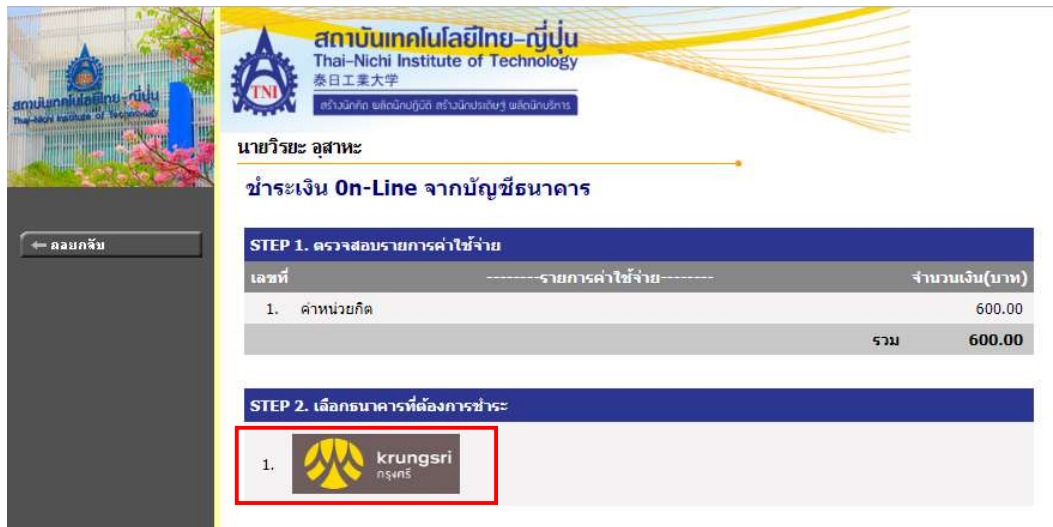 สถาบันเทคโนโลยีไทย-ญี่ปุ่น
Thai-Nichi Institute of Technology
泰日工業大学
สร้างนักคิด ผลิตนักปฏิบัติ สร้างนักประดิษฐ์ ผลิตนักบริหาร
TNI
สถาบันเทคโนโลยีไทย-ญี่ปุ่น
Thai-Nichi Institute of Technology
นายวิรยะ อุสาหะ
ชำระเงิน On-Line จากบัญชีธนาคาร
ถอยกลับ
STEP 1. ตรวจสอบรายการค่าใช้จ่าย
เลขที่ --------รายการค่าใช้จ่าย-------- จำนวนเงิน(บาท)
1. ค่าหน่วยกิต 600.00
รวม 600.00
STEP 2. เลือกธนาคารที่ต้องการชำระ
1. krungsri
กรุงศรี